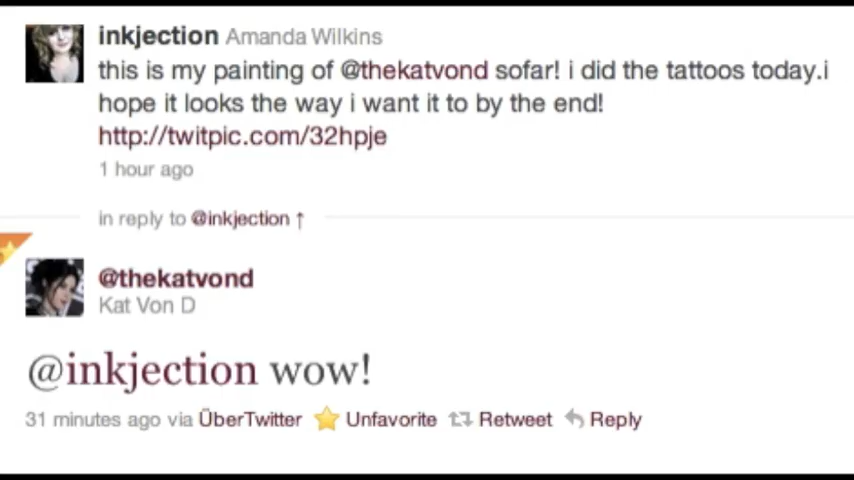 inkjection Amanda Wilkins
this is my painting of @thekatvond sofar! i did the tattoos today.i
hope it looks the way i want it to by the end!
http://twitpic.com/32hpje
1 hour ago
in reply to @inkjection ↑
@thekatvond
Kat Von D
@inkjection wow!
31 minutes ago via ÜberTwitter Unfavorite Retweet Reply